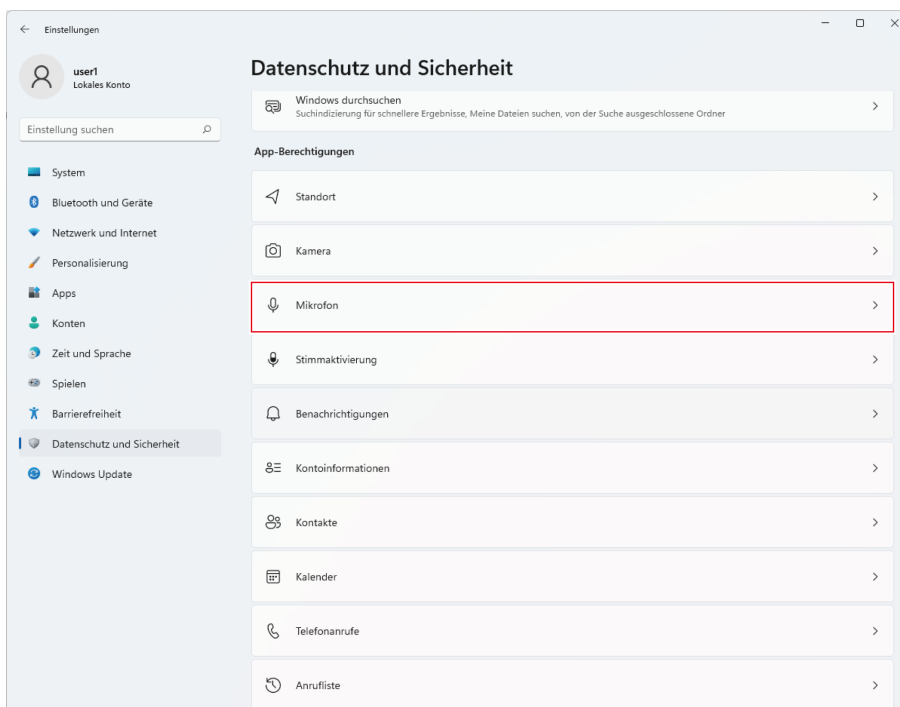 Einstellungen
user1
Lokales Konto
Einstellung suchen
System
Bluetooth und Geräte
Netzwerk und Internet
Personalisierung
Apps
Konten
Zeit und Sprache
Spielen
Barrierefreiheit
Datenschutz und Sicherheit
Windows Update
Datenschutz und Sicherheit
Windows durchsuchen
Suchindizierung für schnellere Ergebnisse, Meine Dateien suchen, von der Suche ausgeschlossene Ordner
App-Berechtigungen
Standort
Kamera
Mikrofon
Stimmaktivierung
Benachrichtigungen
Kontoinformationen
Kontakte
Kalender
Telefonanrufe
Anrufliste